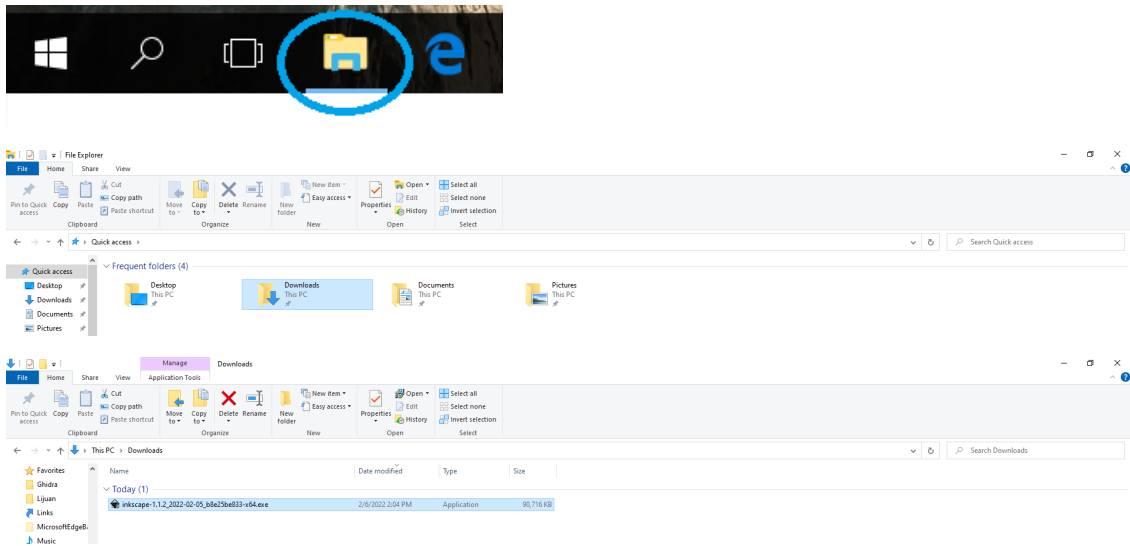 File Explorer
File Home Share View
Pin to Quick access Copy Paste Cut Copy path Paste shortcut Move to Copy to Delete Rename New folder New item Easy access Properties Open Edit History Select all Select none Invert selection
Clipboard Organize New Open Select
Quick access Search Quick access
Quick access
Desktop
Downloads
Documents
Pictures
Frequent folders (4)
Desktop This PC
Downloads This PC
Documents This PC
Pictures This PC
Manage Downloads
File Home Share View Application Tools
Pin to Quick access Copy Paste Cut Copy path Paste shortcut Move to Copy to Delete Rename New folder New item Easy access Properties Open Edit History Select all Select none Invert selection
Clipboard Organize New Open Select
This PC Downloads Search Downloads
Favorites
Ghidra
Lijuan
Links
MicrosoftEdgeBa
Music
Name Date modified Type Size
Today (1)
inkscape-1.1.2_2022-02-05_b8e25be833-x64.exe 2/6/2022 2:04 PM Application 90,716 KB